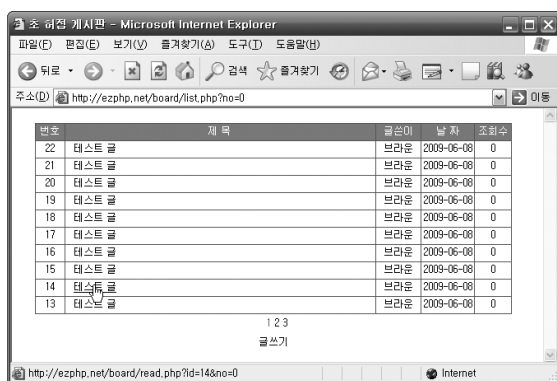 초 허접 게시판 - Microsoft Internet Explorer
파일(F) 편집(E) 보기(V) 즐겨찾기(A) 도구(T) 도움말(H)
뒤로 검색 즐겨찾기
주소(D) http://ezphp.net/board/list.php?no=0 이동
번호 제 목 글쓴이 날 짜 조회수
22 테스트 글 브라운 2009-06-08 0
21 테스트 글 브라운 2009-06-08 0
20 테스트 글 브라운 2009-06-08 0
19 테스트 글 브라운 2009-06-08 0
18 테스트 글 브라운 2009-06-08 0
17 테스트 글 브라운 2009-06-08 0
16 테스트 글 브라운 2009-06-08 0
15 테스트 글 브라운 2009-06-08 0
14 테스트 글 브라운 2009-06-08 0
13 테스트 글 브라운 2009-06-08 0
1 2 3
글쓰기
http://ezphp.net/board/read.php?id=14&no=0 Internet